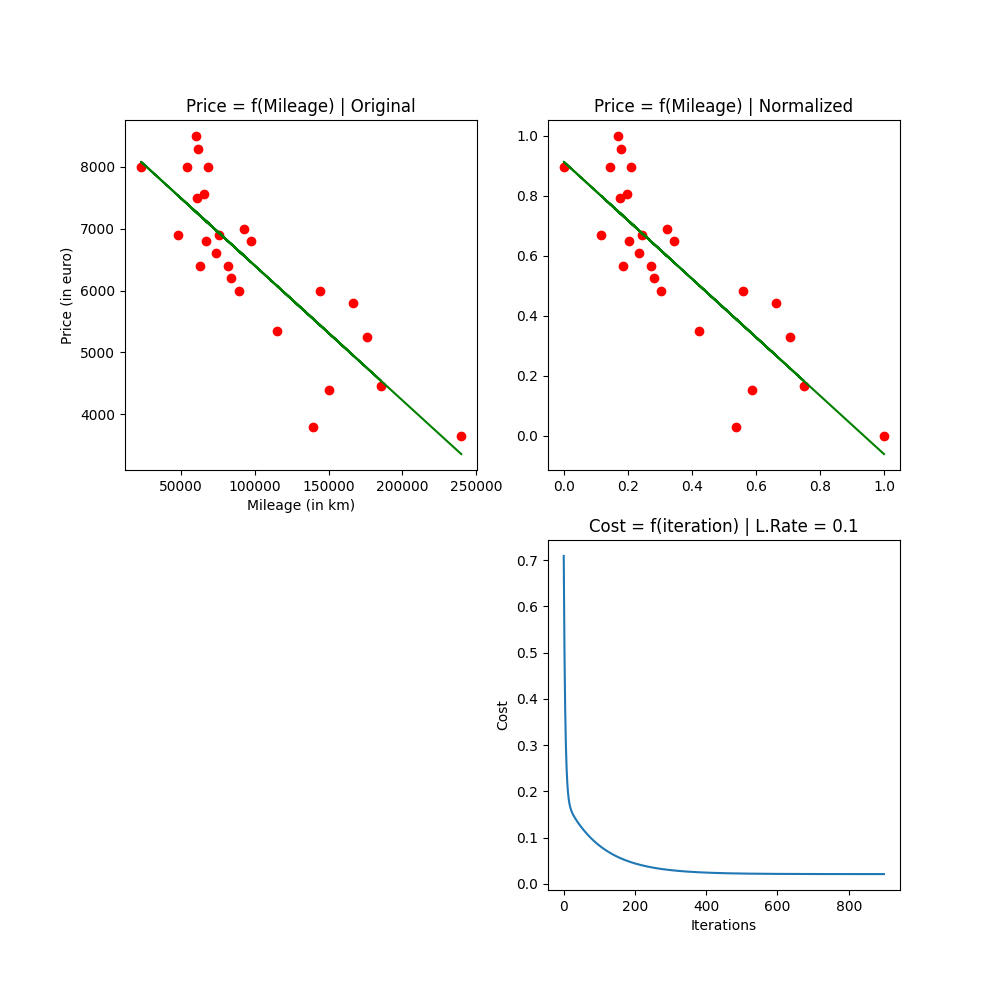 Price = f(Mileage) | Original
8000
7000
6000
5000
4000
Price (in euro)
50000 100000 150000 200000 250000
Mileage (in km)
Price = f(Mileage) | Normalized
1.0
0.8
0.6
0.4
0.2
0.0
0.0 0.2 0.4 0.6 0.8 1.0
Cost = f(iteration) | L.Rate = 0.1
0.7
0.6
0.5
0.4
0.3
0.2
0.1
0.0
Cost
0 200 400 600 800
Iterations